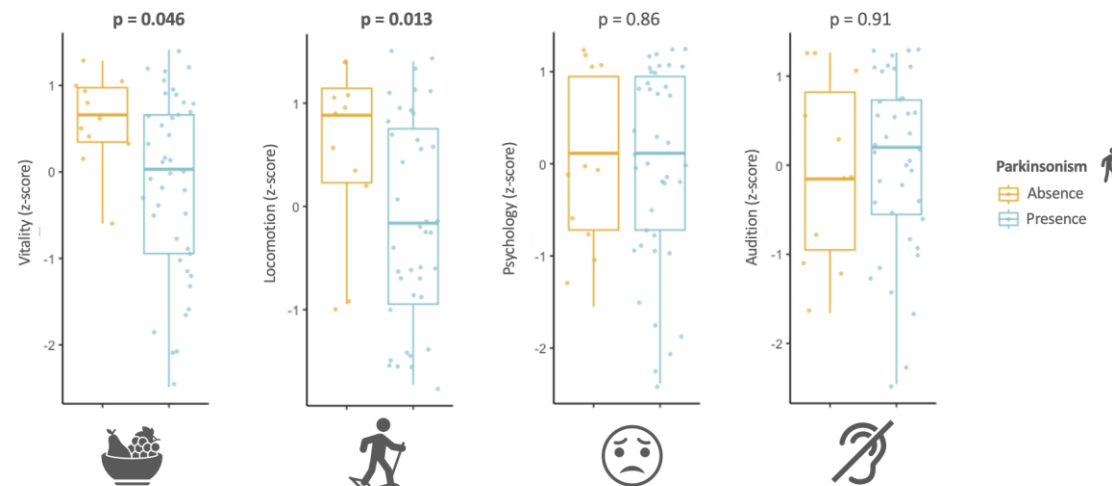 p = 0.046
p = 0.013
p = 0.86
p = 0.91
Vitality (z-score)
1
0
-1
-2
Locomotion (z-score)
1
0
-1
Psychology (z-score)
1
0
-1
-2
Audition (z-score)
1
0
-1
-2
Parkinsonism
Absence
Presence